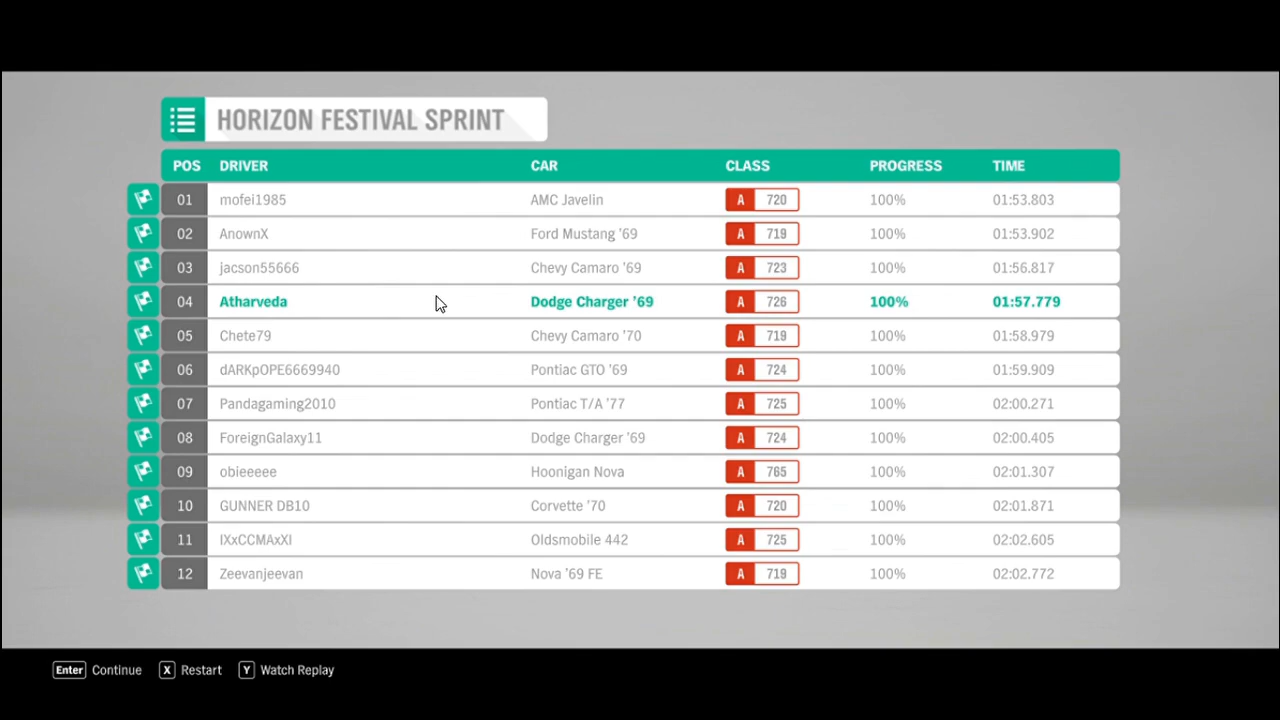 HORIZON FESTIVAL SPRINT
POS DRIVER CAR CLASS PROGRESS TIME
01 mofei1985 AMC Javelin A 720 100% 01:53.803
02 AnownX Ford Mustang '69 A 719 100% 01:53.902
03 jacson55666 Chevy Camaro '69 A 723 100% 01:56.817
04 Atharveda Dodge Charger '69 A 726 100% 01:57.779
05 Chete79 Chevy Camaro '70 A 719 100% 01:58.979
06 dARKpOPE6669940 Pontiac GTO '69 A 724 100% 01:59.909
07 Pandagaming2010 Pontiac T/A '77 A 725 100% 02:00.271
08 ForeignGalaxy11 Dodge Charger '69 A 724 100% 02:00.405
09 obieeeee Hoonigan Nova A 765 100% 02:01.307
10 GUNNER DB10 Corvette '70 A 720 100% 02:01.871
11 IXxCCMAxXI Oldsmobile 442 A 725 100% 02:02.605
12 Zeevanjeevan Nova '69 FE A 719 100% 02:02.772
Enter Continue X Restart Y Watch Replay